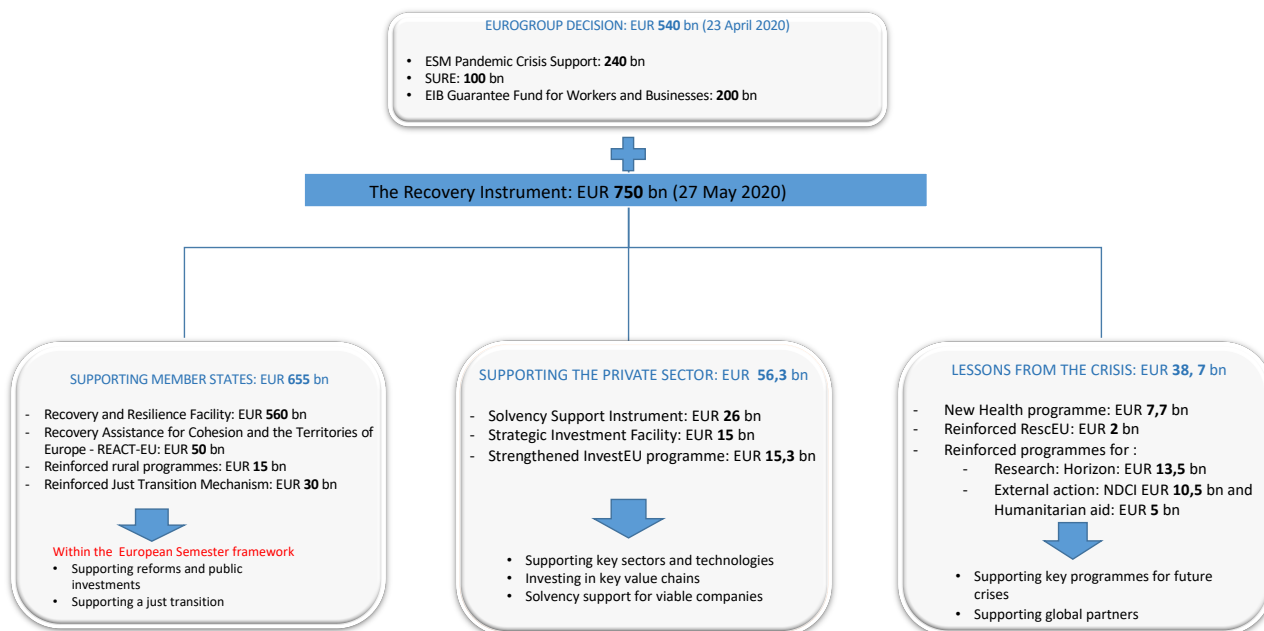 EUROGROUP DECISION: EUR 540 bn (23 April 2020)
• ESM Pandemic Crisis Support: 240 bn
• SURE: 100 bn
• EIB Guarantee Fund for Workers and Businesses: 200 bn
The Recovery Instrument: EUR 750 bn (27 May 2020)
SUPPORTING MEMBER STATES: EUR 655 bn
- Recovery and Resilience Facility: EUR 560 bn
- Recovery Assistance for Cohesion and the Territories of
Europe - REACT-EU: EUR 50 bn
- Reinforced rural programmes: EUR 15 bn
- Reinforced Just Transition Mechanism: EUR 30 bn
Within the European Semester framework
• Supporting reforms and public
investments
• Supporting a just transition
SUPPORTING THE PRIVATE SECTOR: EUR 56,3 bn
- Solvency Support Instrument: EUR 26 bn
- Strategic Investment Facility: EUR 15 bn
- Strengthened InvestEU programme: EUR 15,3 bn
• Supporting key sectors and technologies
• Investing in key value chains
• Solvency support for viable companies
LESSONS FROM THE CRISIS: EUR 38, 7 bn
- New Health programme: EUR 7,7 bn
- Reinforced RescEU: EUR 2 bn
- Reinforced programmes for :
- Research: Horizon: EUR 13,5 bn
- External action: NDCI EUR 10,5 bn and
Humanitarian aid: EUR 5 bn
• Supporting key programmes for future
crises
• Supporting global partners